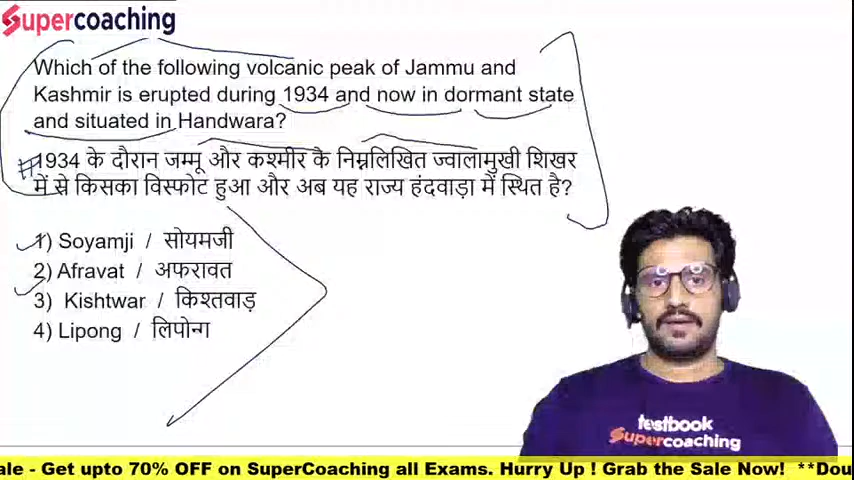 Supercoaching
Which of the following volcanic peak of Jammu and
Kashmir is erupted during 1934 and now in dormant state
and situated in Handwara?
1934 के दौरान जम्मू और कश्मीर के निम्नलिखित ज्वालामुखी शिखर
में से किसका विस्फोट हुआ और अब यह राज्य हंदवाड़ा में स्थित है?
1) Soyamji / सोयमजी
2) Afravat / अफरावत
3) Kishtwar / किश्तवाड़
4) Lipong / लिपोन्ग
testbook
Supercoaching
ale - Get upto 70% OFF on SuperCoaching all Exams. Hurry Up ! Grab the Sale Now! **Dou